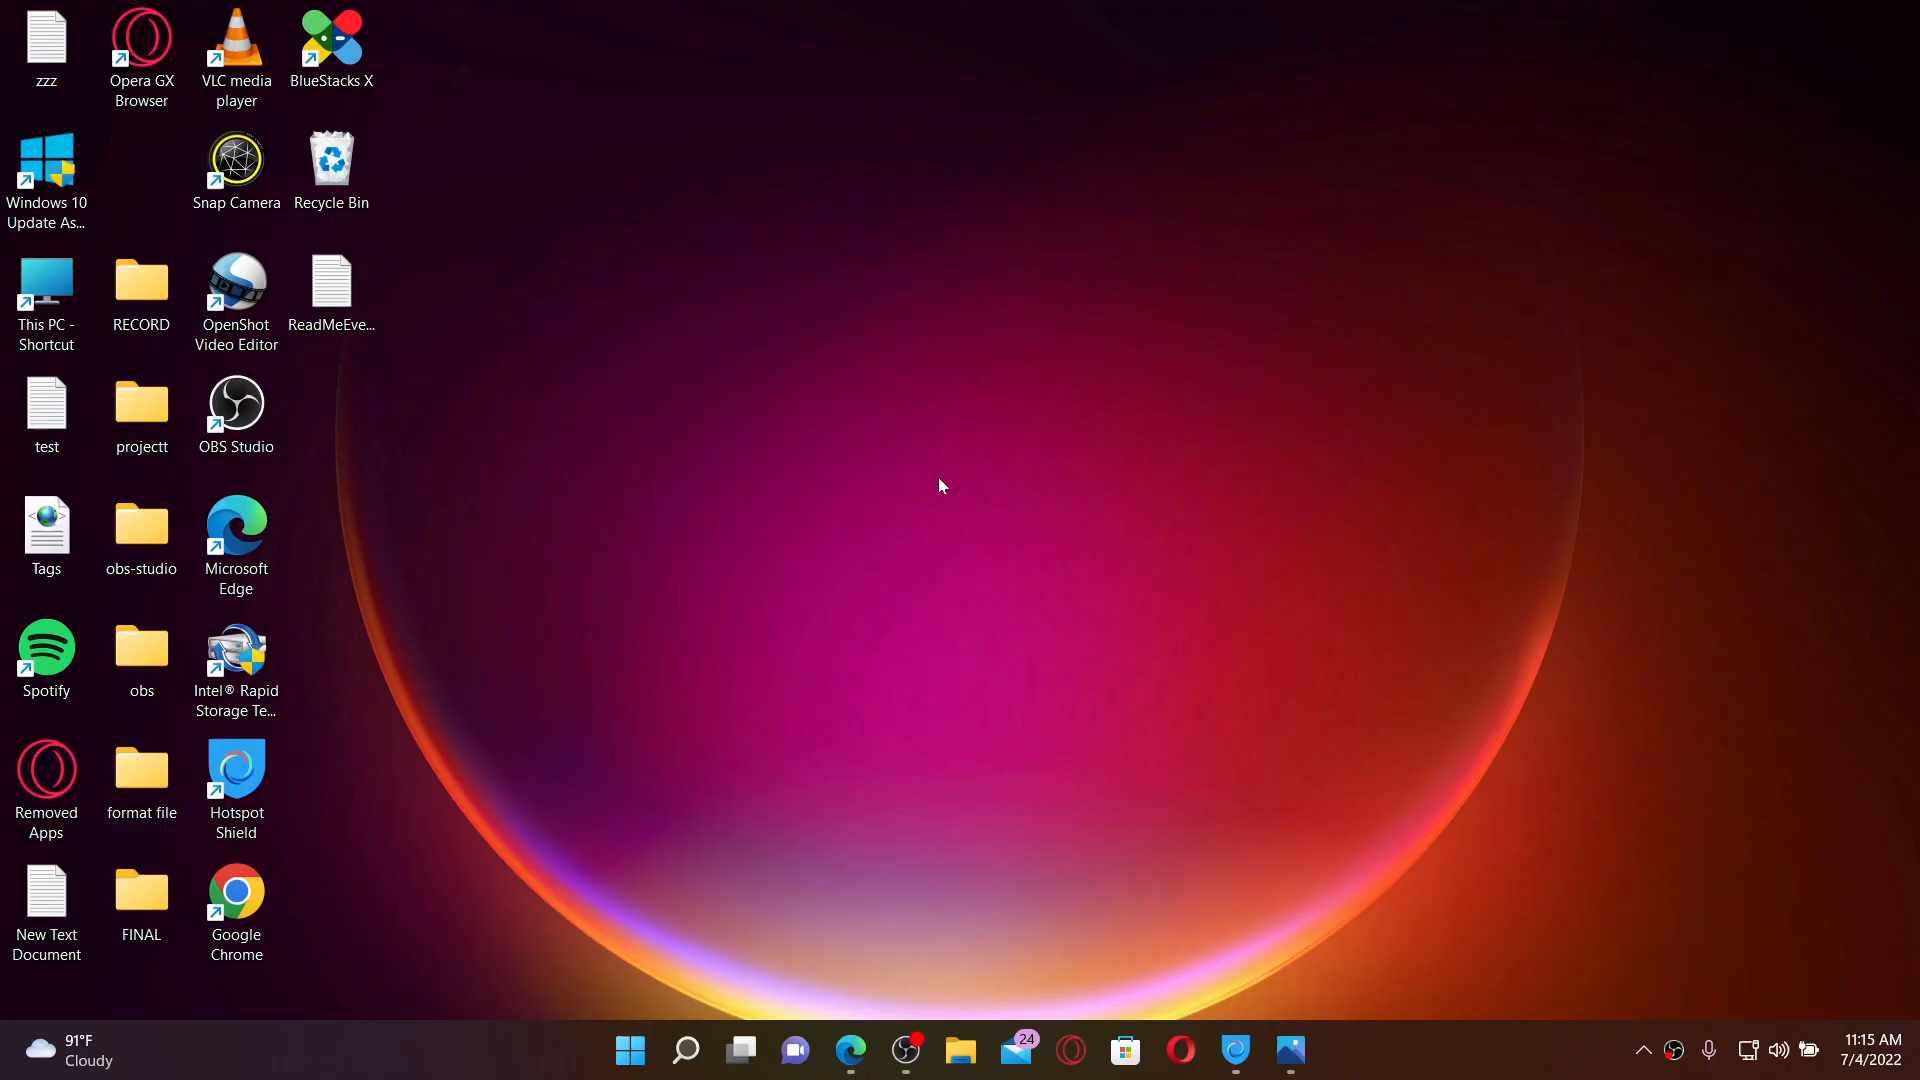 zzz
Opera GX
Browser
VLC media
player
BlueStacks X
Windows 10
Update As...
Snap Camera
Recycle Bin
This PC -
Shortcut
RECORD
OpenShot
Video Editor
ReadMeEve...
test
projectt
OBS Studio
Tags
obs-studio
Microsoft
Edge
Spotify
obs
Intel® Rapid
Storage Te...
Removed
Apps
format file
Hotspot
Shield
New Text
Document
FINAL
Google
Chrome
91°F
Cloudy
24
11:15 AM
7/4/2022